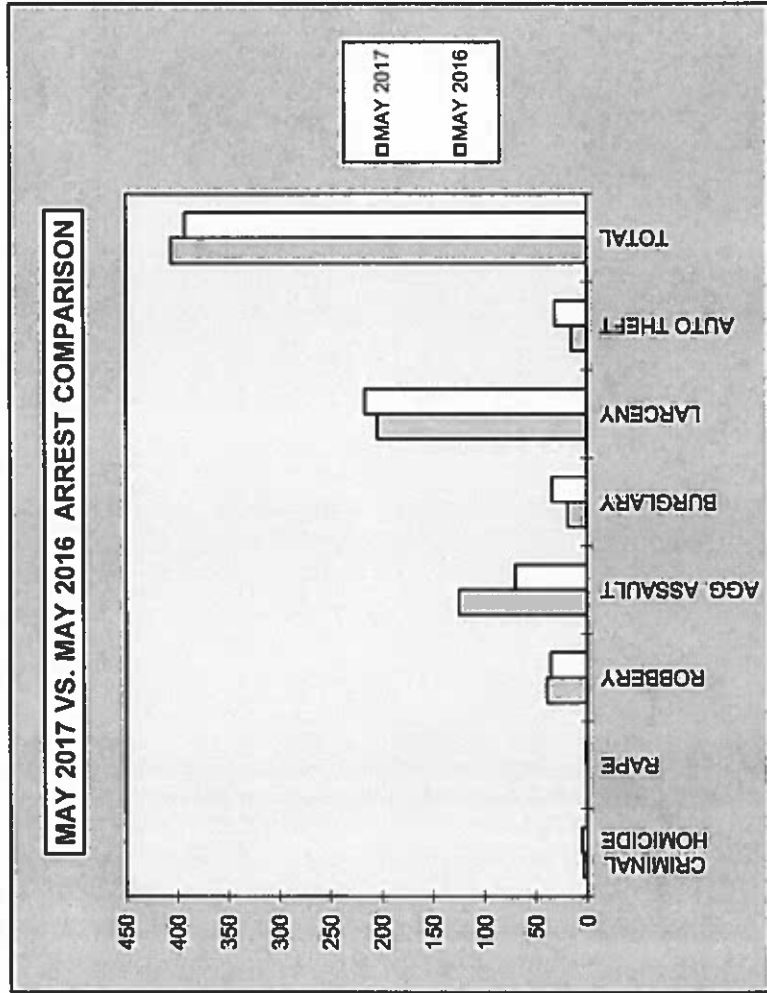 MAY 2017 VS. MAY 2016 ARREST COMPARISON
450
400
350
300
250
200
150
100
50
0
CRIMINAL
HOMICIDE
RAPE
ROBBERY
AGG. ASSAULT
BURGLARY
LARCENY
AUTO THEFT
TOTAL
MAY 2017
MAY 2016